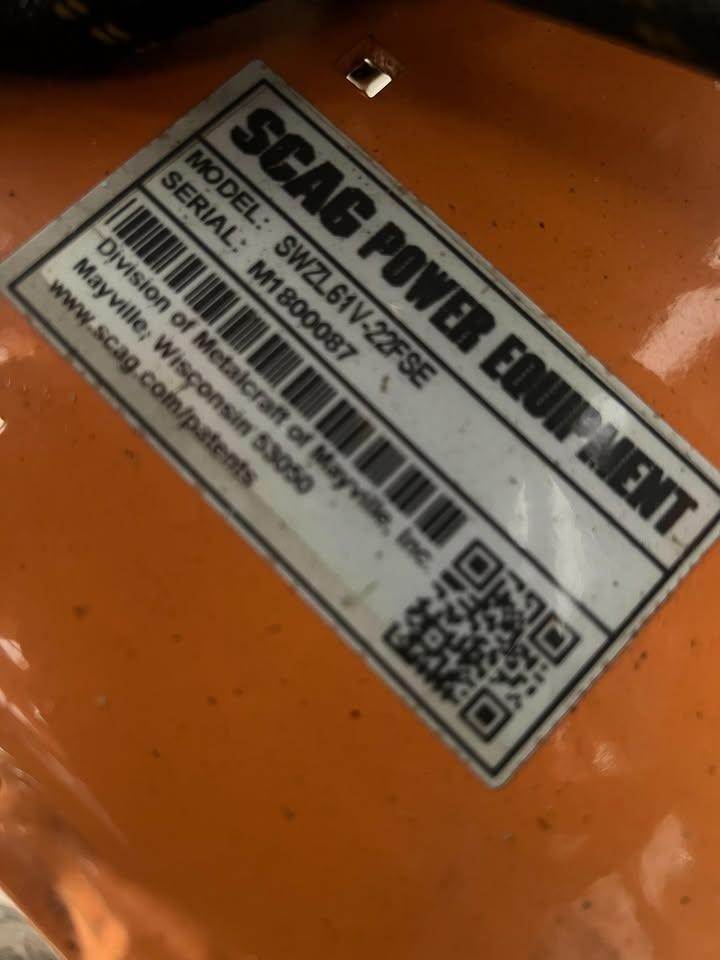 SCAG POWER EQUIPMENT
MODEL: SWZL61V-22FSE
SERIAL: M1800087
Division of Metalcraft of Mayville, Inc.
Mayville, Wisconsin 53050
www.scag.com/patents